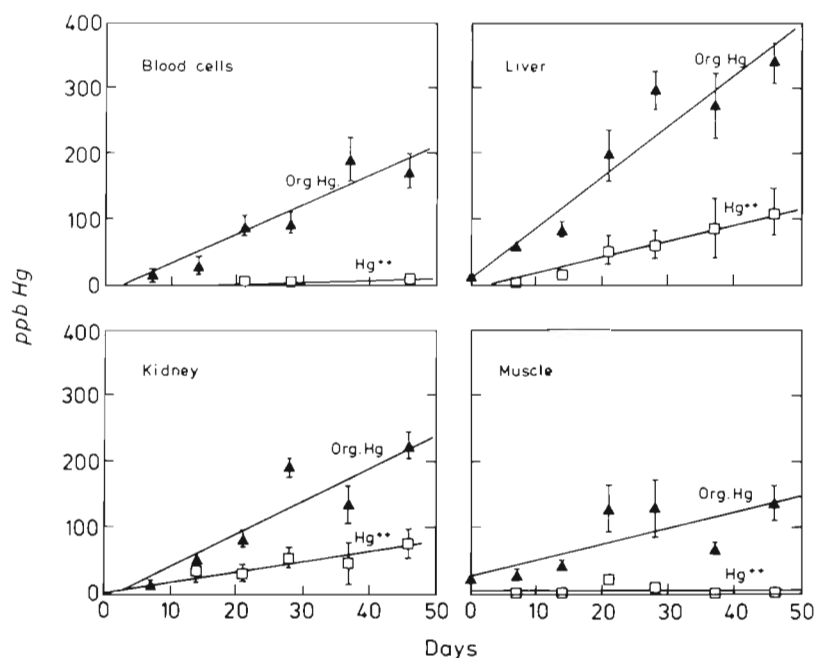 400
300
200
100
0
Blood cells
Org Hg.
Hg++
Liver
Org Hg
Hg++
ppb Hg
400
300
200
100
0
Kidney
Org.Hg
Hg++
0 10 20 30 40 50
Muscle
Org.Hg
Hg++
0 10 20 30 40 50
Days